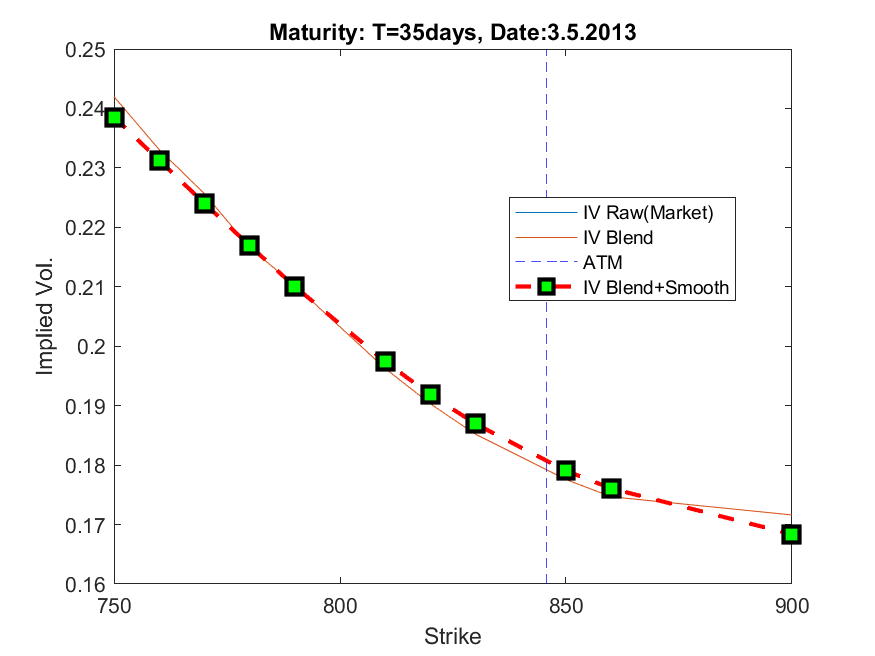 Maturity: T=35days, Date:3.5.2013
0.25
0.24
0.23
0.22
0.21
0.2
0.19
0.18
0.17
0.16
Implied Vol.
IV Raw(Market)
IV Blend
ATM
IV Blend+Smooth
750
800
850
900
Strike